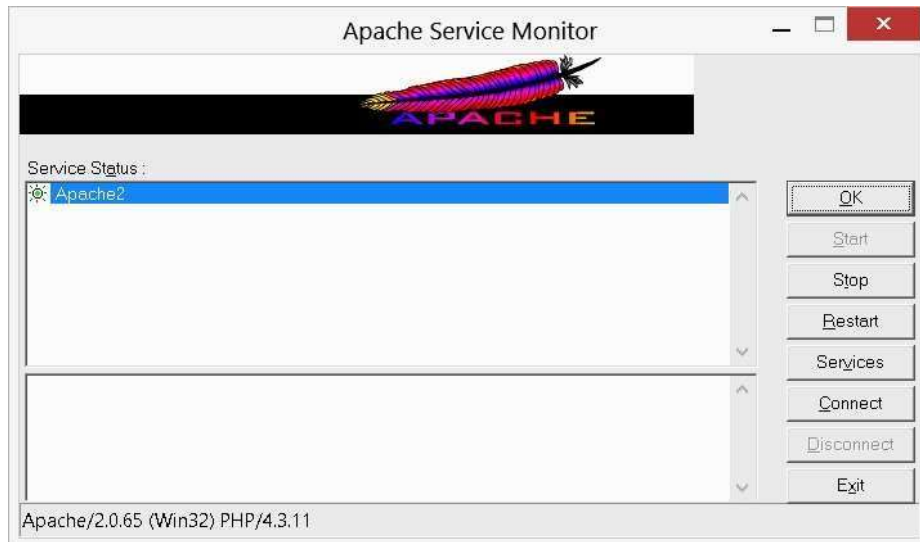 Apache Service Monitor
APACHE
Service Status :
Apache2
OK
Start
Stop
Restart
Services
Connect
Disconnect
Exit
Apache/2.0.65 (Win32) PHP/4.3.11